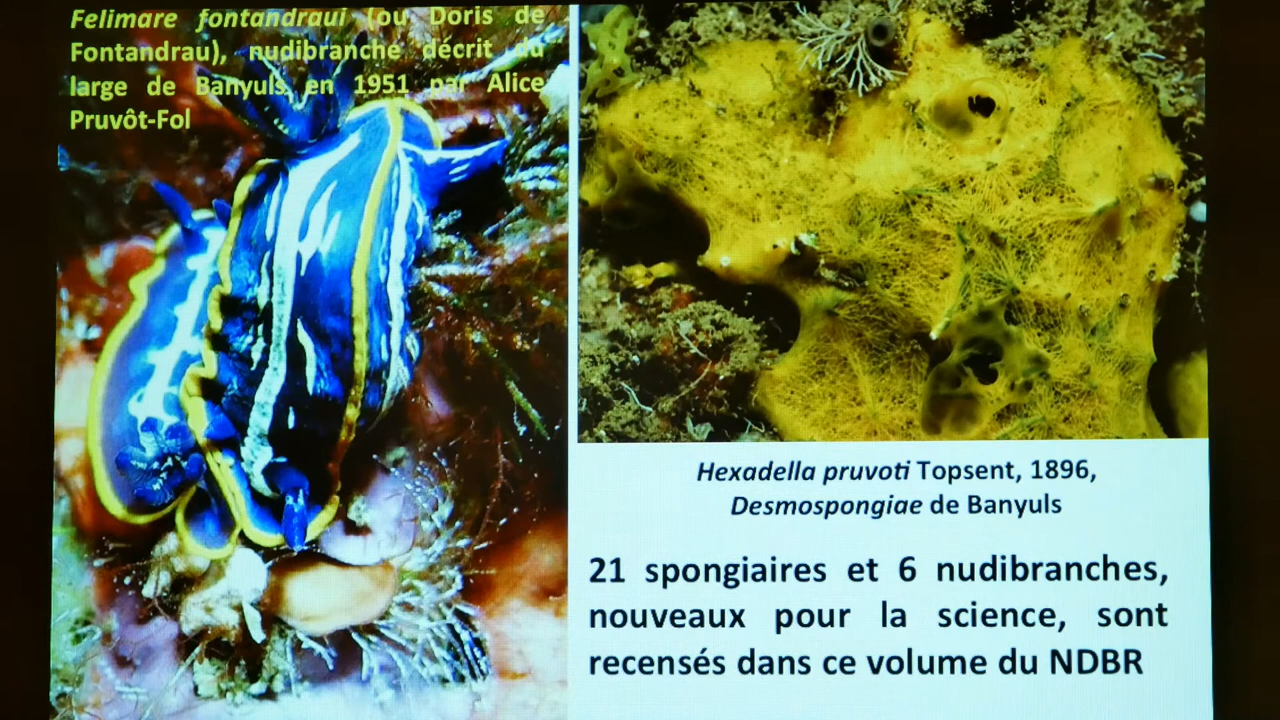 Felimare fontandraui (ou Doris de
Fontandrau), nudibranche décrit du
large de Banyuls en 1951 par Alice
Pruvôt-Fol
Hexadella pruvoti Topsent, 1896,
Desmospongiae de Banyuls
21 spongiaires et 6 nudibranches,
nouveaux pour la science, sont
recensés dans ce volume du NDBR